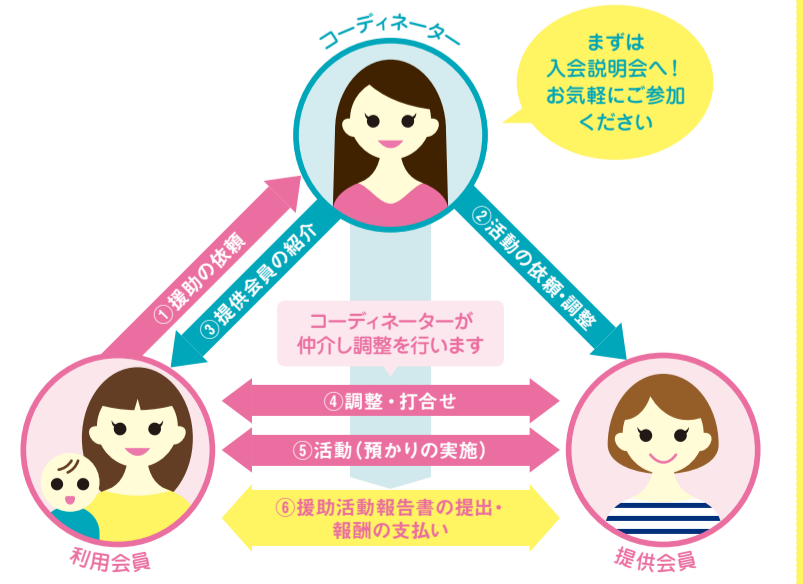 コーディネーター
まずは
入会説明会へ！
お気軽にご参加
ください
①援助の依頼
③提供会員の紹介
②活動の依頼・調整
コーディネーターが
仲介し調整を行います
④調整・打合せ
⑤活動（預かりの実施）
⑥援助活動報告書の提出・
報酬の支払い
利用会員
提供会員